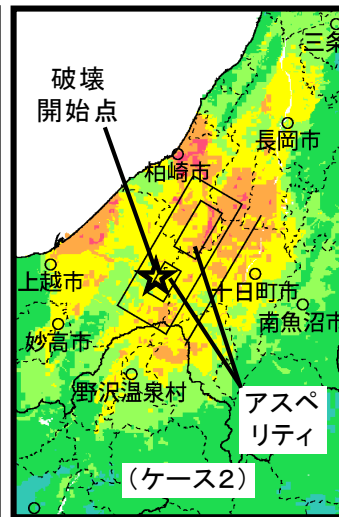 三条
破壊
開始点
長岡市
柏崎市
上越市
十日町市
南魚沼市
妙高市
野沢温泉村
アスペ
リティ
（ケース2）